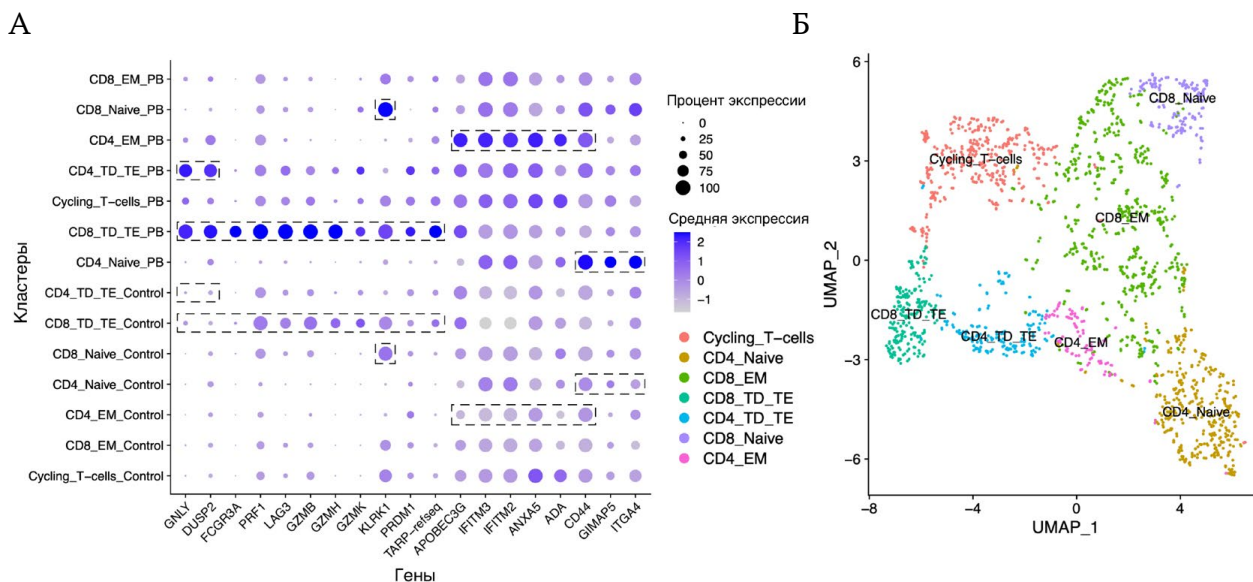 А
Б
Кластеры
CD8_EM_PB
CD8_Naive_PB
CD4_EM_PB
CD4_TD_TE_PB
Cycling_T-cells_PB
CD8_TD_TE_PB
CD4_Naive_PB
CD4_TD_TE_Control
CD8_TD_TE_Control
CD8_Naive_Control
CD4_Naive_Control
CD4_EM_Control
CD8_EM_Control
Cycling_T-cells_Control
GNLY
DUSP2
FCGR3A
PRF1
LAG3
GZMB
GZMH
GZMK
KLRK1
PRDM1
TARP-refseq
APOBEC3G
IFITM3
IFITM2
ANXA5
ADA
CD44
GIMAP5
ITGA4
Гены
Процент экспрессии
0
25
50
75
100
Средняя экспрессия
2
1
0
−1
Cycling_T-cells
CD4_Naive
CD8_EM
CD8_TD_TE
CD4_TD_TE
CD8_Naive
CD4_EM
UMAP_2
6
3
0
−3
−6
CD8_Naive
Cycling_T-cells
CD8_EM
CD8_TD_TE
CD4_TD_TE
CD4_EM
CD4_Naive
−8
−4
0
4
UMAP_1